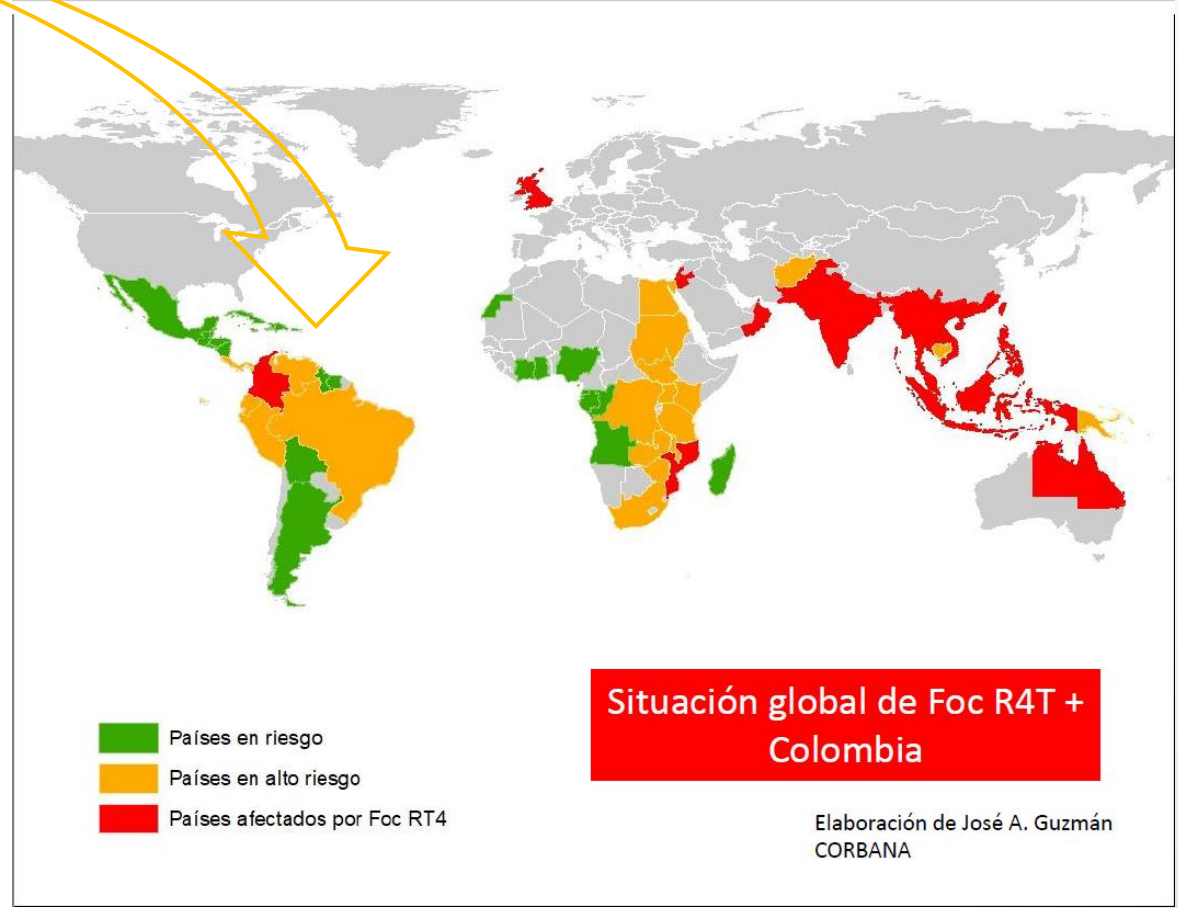 Situación global de Foc R4T +
Colombia
Países en riesgo
Países en alto riesgo
Países afectados por Foc RT4
Elaboración de José A. Guzmán
CORBANA